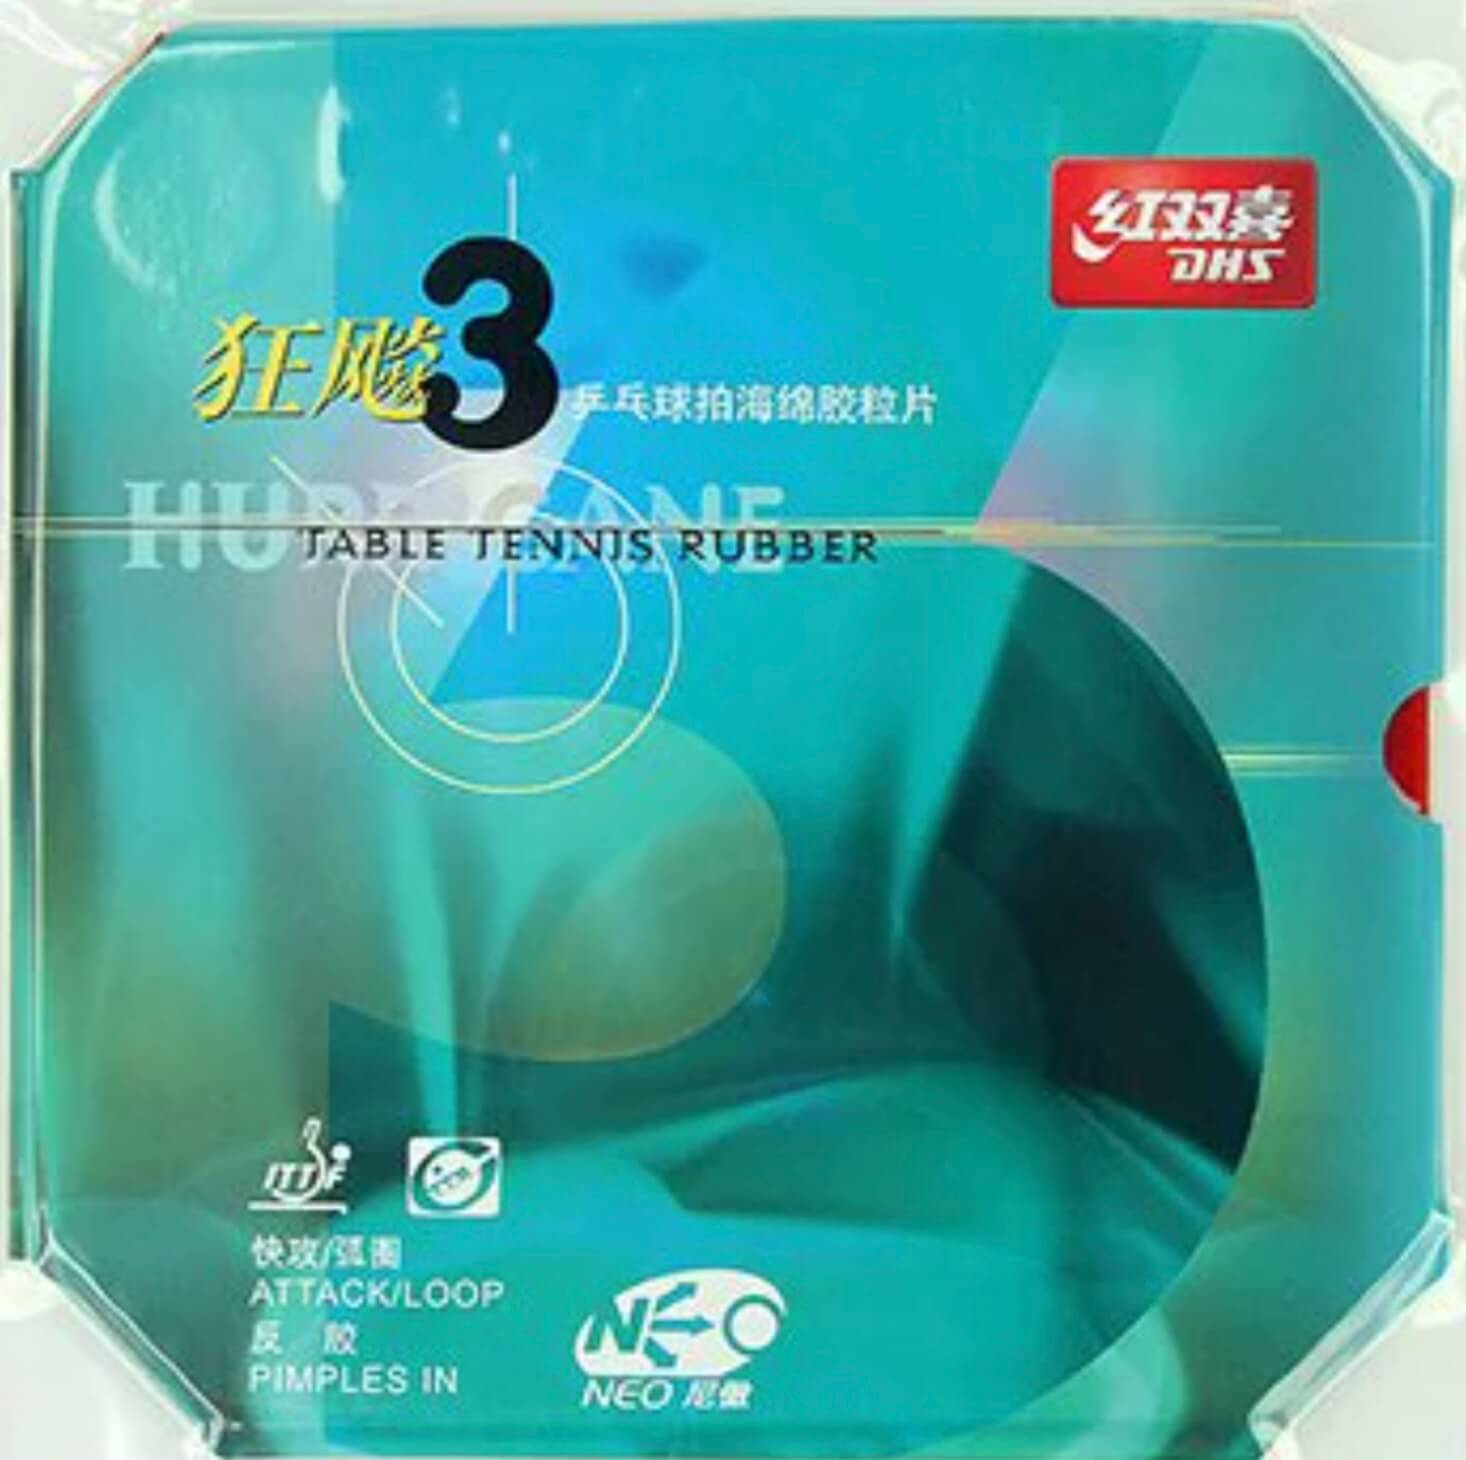 红双喜
DHS
狂飚3
乒乓球拍海绵胶粒片
HURRICANE
TABLE TENNIS RUBBER
ITTF
快攻/弧圈
ATTACK/LOOP
反 胶
PIMPLES IN
NEO
NEO 尼傲